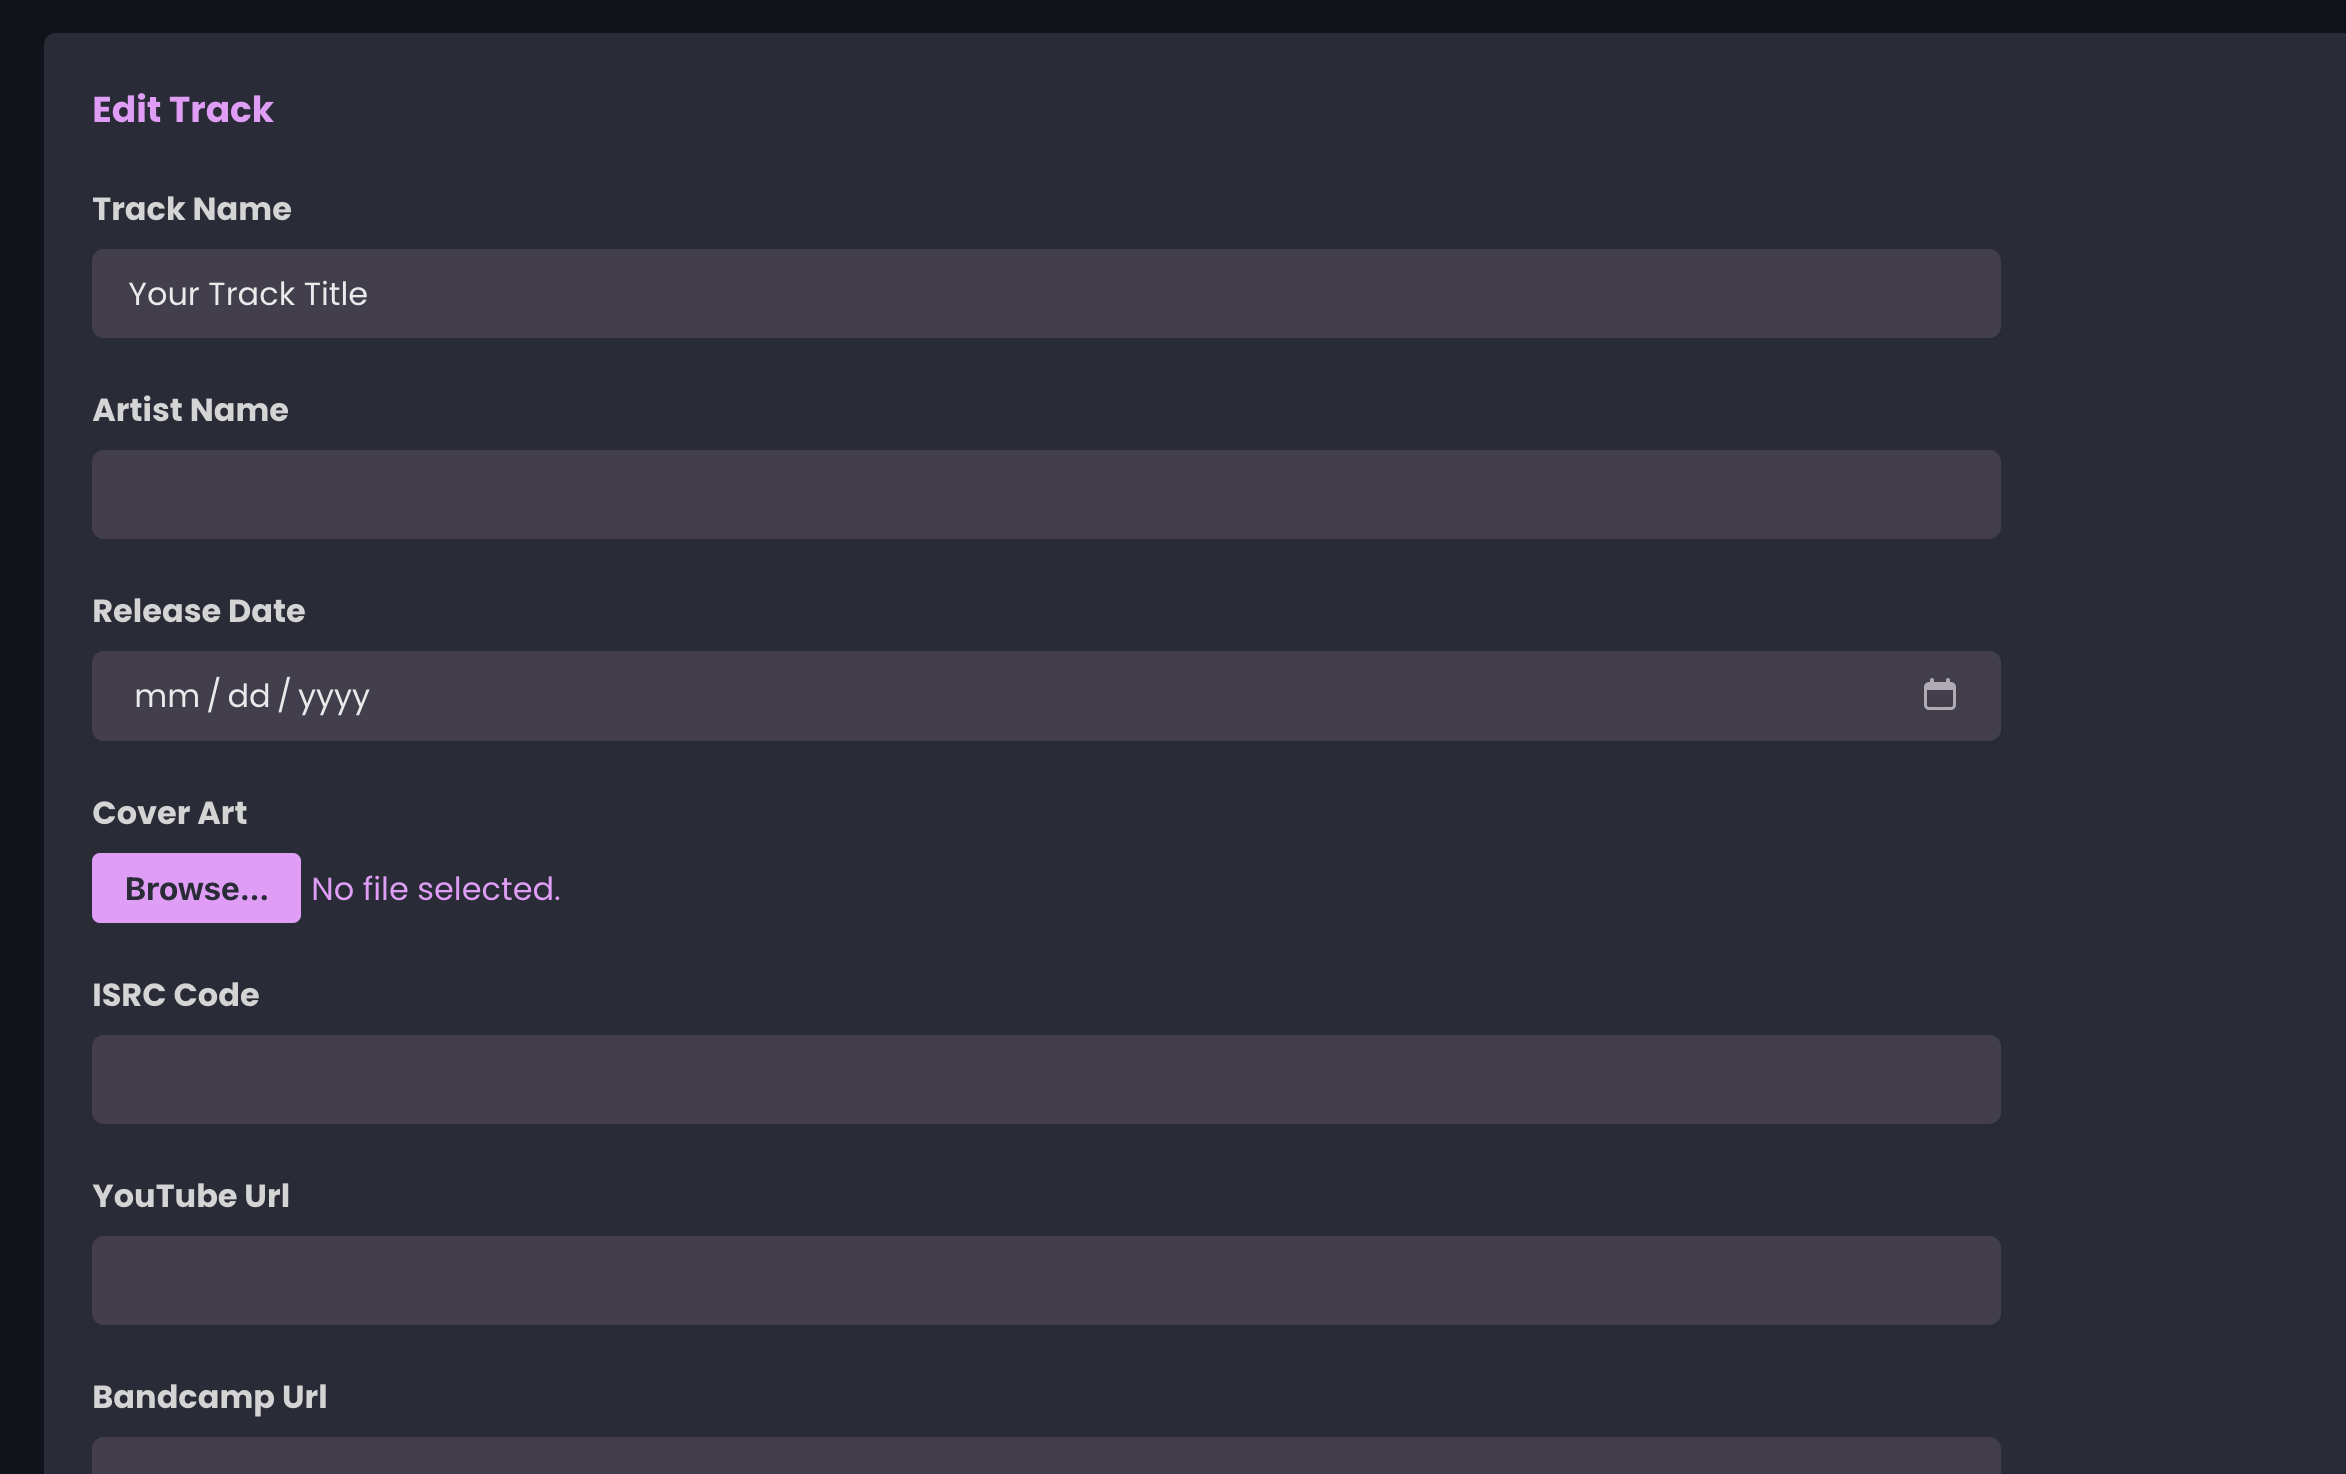 Edit Track
Track Name
Your Track Title
Artist Name
Release Date
mm / dd / yyyy
Cover Art
Browse... No file selected.
ISRC Code
YouTube Url
Bandcamp Url